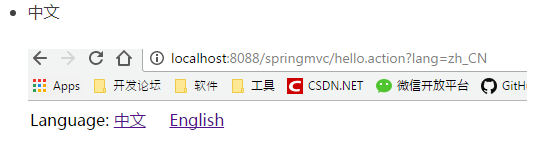 中文
localhost:8088/springmvc/hello.action?lang=zh_CN
Apps 开发论坛 软件 工具 CSDN.NET 微信开放平台 GitHu
Language: 中文 English